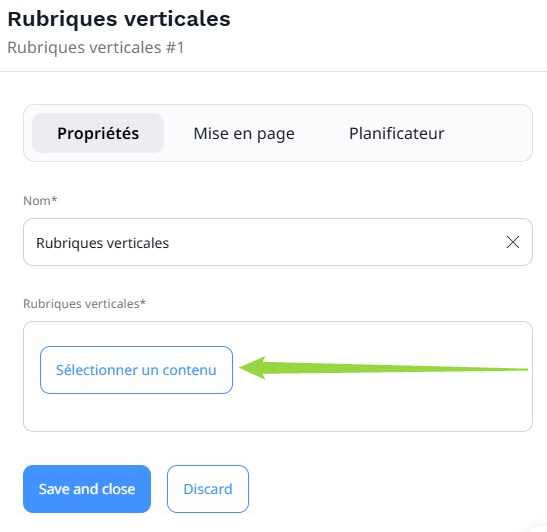 Rubriques verticales
Rubriques verticales #1
Propriétés Mise en page Planificateur
Nom*
Rubriques verticales
Rubriques verticales*
Sélectionner un contenu
Save and close Discard